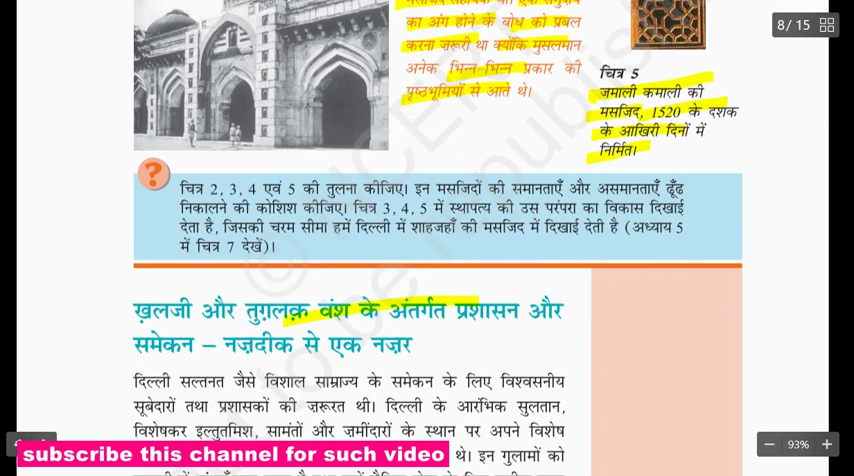 का अंग होने के बोध को प्रबल
करना ज़रूरी था क्योंकि मुसलमान
अनेक भिन्न-भिन्न प्रकार की
पृष्ठभूमियों से आते थे।
चित्र 5
जमाली कमाली की
मसजिद, 1520 के दशक
के आखिरी दिनों में
निर्मित।
8 / 15
?
चित्र 2, 3, 4 एवं 5 की तुलना कीजिए। इन मसजिदों की समानताएँ और असमानताएँ ढूँढ
निकालने की कोशिश कीजिए। चित्र 3, 4, 5 में स्थापत्य की उस परंपरा का विकास दिखाई
देता है, जिसकी चरम सीमा हमें दिल्ली में शाहजहाँ की मसजिद में दिखाई देती है (अध्याय 5
में चित्र 7 देखें)।
ख़लजी और तुग़लक़ वंश के अंतर्गत प्रशासन और
समेकन – नज़दीक से एक नज़र
दिल्ली सल्तनत जैसे विशाल साम्राज्य के समेकन के लिए विश्वसनीय
सूबेदारों तथा प्रशासकों की ज़रूरत थी। दिल्ली के आरंभिक सुलतान,
विशेषकर इल्तुतमिश, सामंतों और ज़मींदारों के स्थान पर अपने विशेष
थे। इन गुलामों को
subscribe this channel for such video
93%